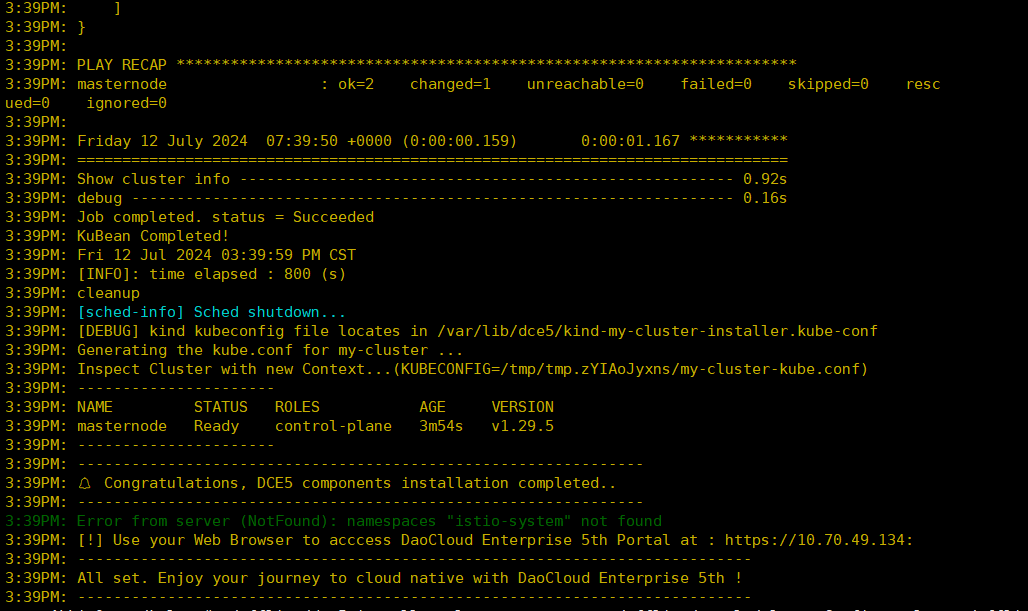 3:39PM:     ]
3:39PM: }
3:39PM:
3:39PM: PLAY RECAP *********************************************************************
3:39PM: masternode                 : ok=2    changed=1    unreachable=0    failed=0    skipped=0    resc
ued=0    ignored=0
3:39PM:
3:39PM: Friday 12 July 2024  07:39:50 +0000 (0:00:00.159)       0:00:01.167 ***********
3:39PM: ===============================================================================
3:39PM: Show cluster info ------------------------------------------------------- 0.92s
3:39PM: debug ------------------------------------------------------------------- 0.16s
3:39PM: Job completed. status = Succeeded
3:39PM: KuBean Completed!
3:39PM: Fri 12 Jul 2024 03:39:59 PM CST
3:39PM: [INFO]: time elapsed : 800 (s)
3:39PM: cleanup
3:39PM: [sched-info] Sched shutdown...
3:39PM: [DEBUG] kind kubeconfig file locates in /var/lib/dce5/kind-my-cluster-installer.kube-conf
3:39PM: Generating the kube.conf for my-cluster ...
3:39PM: Inspect Cluster with new Context...(KUBECONFIG=/tmp/tmp.zYIAoJyxns/my-cluster-kube.conf)
3:39PM: ----------------------
3:39PM: NAME         STATUS   ROLES           AGE     VERSION
3:39PM: masternode   Ready    control-plane   3m54s   v1.29.5
3:39PM: ----------------------
3:39PM: ---------------------------------------------------------------
3:39PM: 🔔 Congratulations, DCE5 components installation completed..
3:39PM: ---------------------------------------------------------------
3:39PM: Error from server (NotFound): namespaces "istio-system" not found
3:39PM: [!] Use your Web Browser to acccess DaoCloud Enterprise 5th Portal at : https://10.70.49.134:
3:39PM: ---------------------------------------------------------------------------
3:39PM: All set. Enjoy your journey to cloud native with DaoCloud Enterprise 5th !
3:39PM: ---------------------------------------------------------------------------